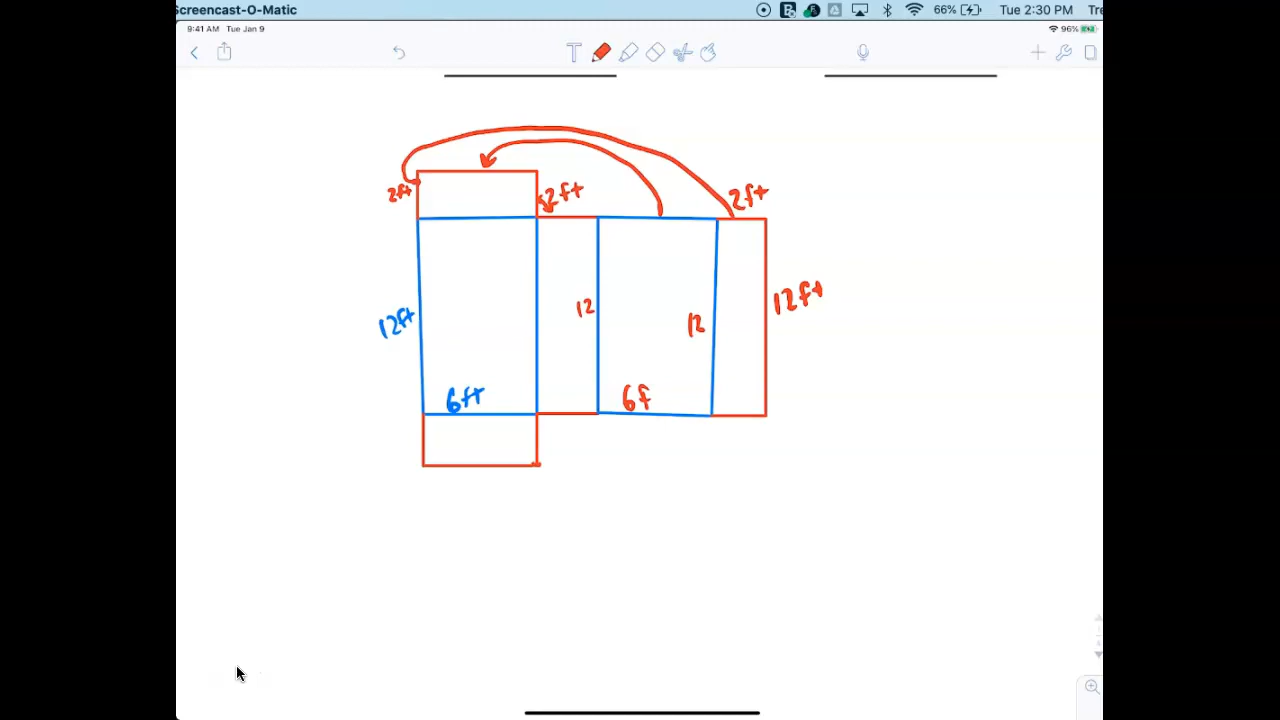 Screencast-O-Matic
66%
Tue 2:30 PM
Tre
9:41 AM Tue Jan 9
96%
T
2ft
2ft
2ft
12ft
12
12
12ft
6ft
6f